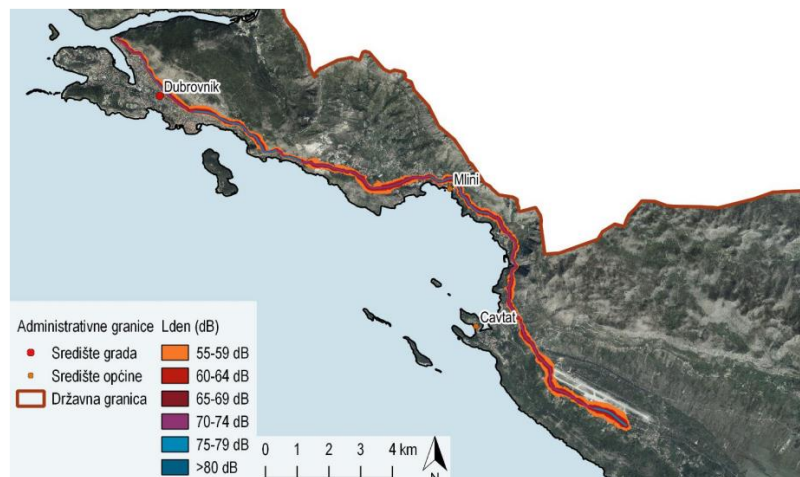 Dubrovnik
Mlini
Cavtat
Administrativne granice
Središte grada
Središte općine
Državna granica
Lden (dB)
55-59 dB
60-64 dB
65-69 dB
70-74 dB
75-79 dB
>80 dB
0 1 2 3 4 km
N